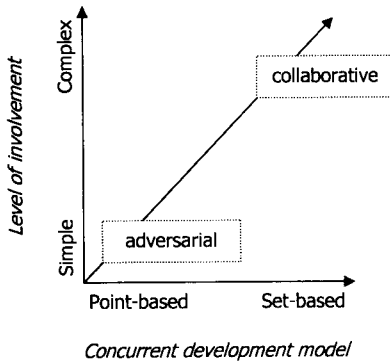 Complex
collaborative
Level of involvement
adversarial
Simple
Point-based
Set-based
Concurrent development model